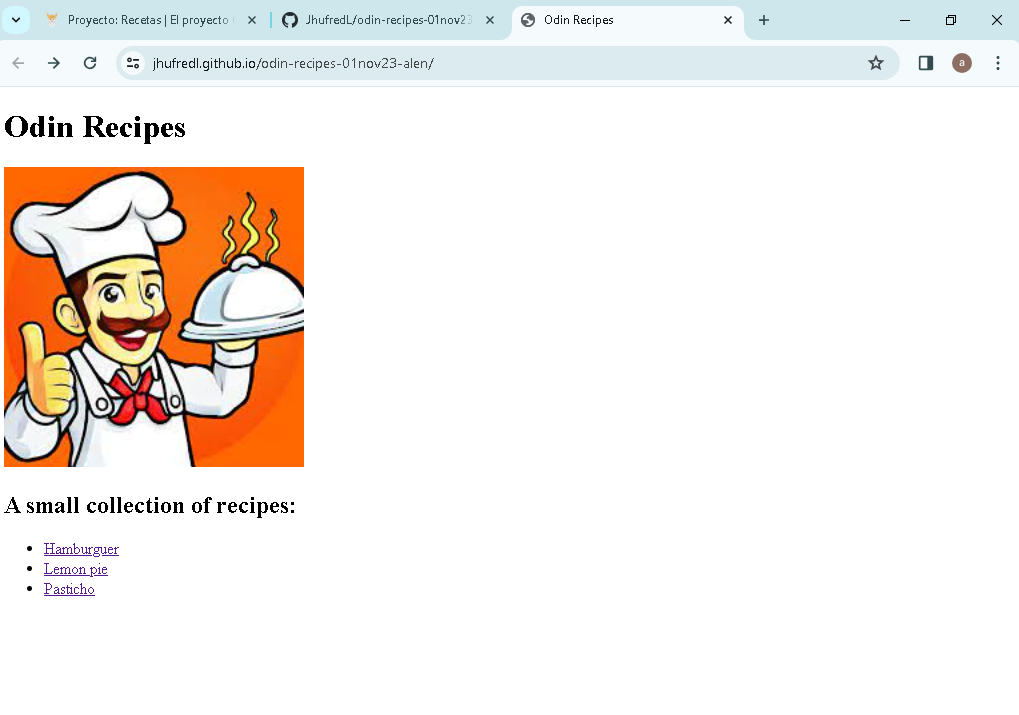 Proyecto: Recetas | El proyecto
JhufredL/odin-recipes-01nov23
Odin Recipes
jhufredl.github.io/odin-recipes-01nov23-alen/
a
Odin Recipes
A small collection of recipes:
Hamburguer
Lemon pie
Pasticho